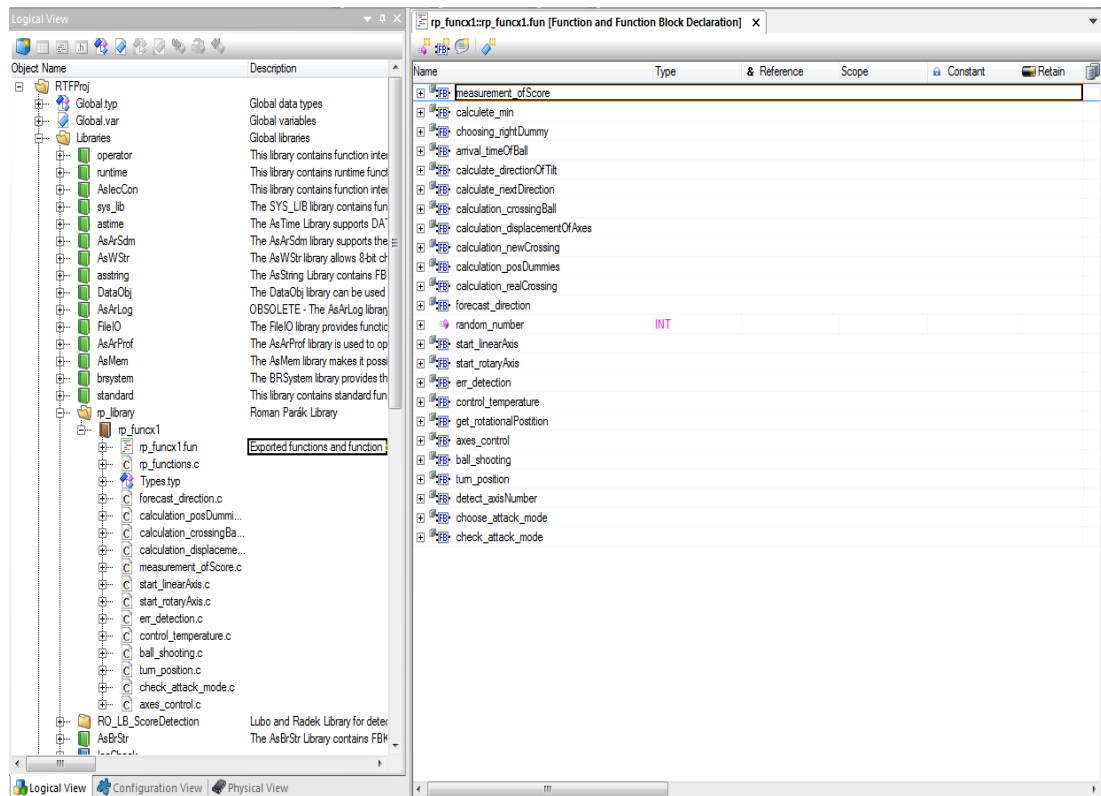 Logical View
Object Name Description
RTFProj
Global.typ Global data types
Global.var Global variables
Libraries Global libraries
operator This library contains function inter
runtime This library contains runtime funct
AsIecCon This library contains function inter
sys_lib The SYS_LIB library contains fun
astime The AsTime Library supports DA
AsArSdm The AsArSdm library supports the
AsWStr The AsWStr library allows 8-bit ch
asstring The AsString Library contains FB
DataObj The DataObj library can be used
AsArLog OBSOLETE - The AsArLog library
FileIO The FileIO library provides functio
AsArProf The AsArProf library is used to op
AsMem The AsMem library makes it possi
brsystem The BRSystem library provides th
standard This library contains standard fun
rp_library Roman Parák Library
rp_funcx1
rp_funcx1.fun Exported functions and function
rp_functions.c
Types.typ
forecast_direction.c
calculation_posDummi...
calculation_crossingBa...
calculation_displaceme...
measurement_ofScore.c
start_linearAxis.c
start_rotaryAxis.c
err_detection.c
control_temperature.c
ball_shooting.c
turn_position.c
check_attack_mode.c
axes_control.c
RO_LB_ScoreDetection Lubo and Radek Library for detec
AsBrStr The AsBrStr Library contains FBK
Logical View Configuration View Physical View
rp_funcx1::rp_funcx1.fun [Function and Function Block Declaration] X
Name Type & Reference Scope Constant Retain
measurement_ofScore
calculete_min
choosing_rightDummy
arrival_timeOfBall
calculate_directionOfTilt
calculate_nextDirection
calculation_crossingBall
calculation_displacementOfAxes
calculation_newCrossing
calculation_posDummies
calculation_realCrossing
forecast_direction
random_number INT
start_linearAxis
start_rotaryAxis
err_detection
control_temperature
get_rotationalPostition
axes_control
ball_shooting
turn_position
detect_axisNumber
choose_attack_mode
check_attack_mode